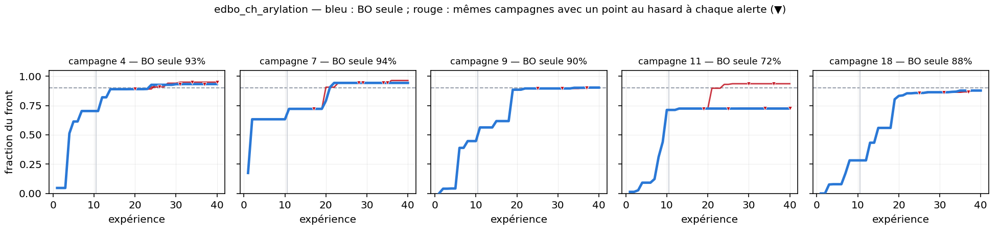 edbo_ch_arylation — bleu : BO seule ; rouge : mêmes campagnes avec un point au hasard à chaque alerte (▼)
campagne 4 — BO seule 93%
campagne 7 — BO seule 94%
campagne 9 — BO seule 90%
campagne 11 — BO seule 72%
campagne 18 — BO seule 88%
fraction du front
1.00
0.75
0.50
0.25
0.00
0 10 20 30 40
0 10 20 30 40
0 10 20 30 40
0 10 20 30 40
0 10 20 30 40
expérience
expérience
expérience
expérience
expérience